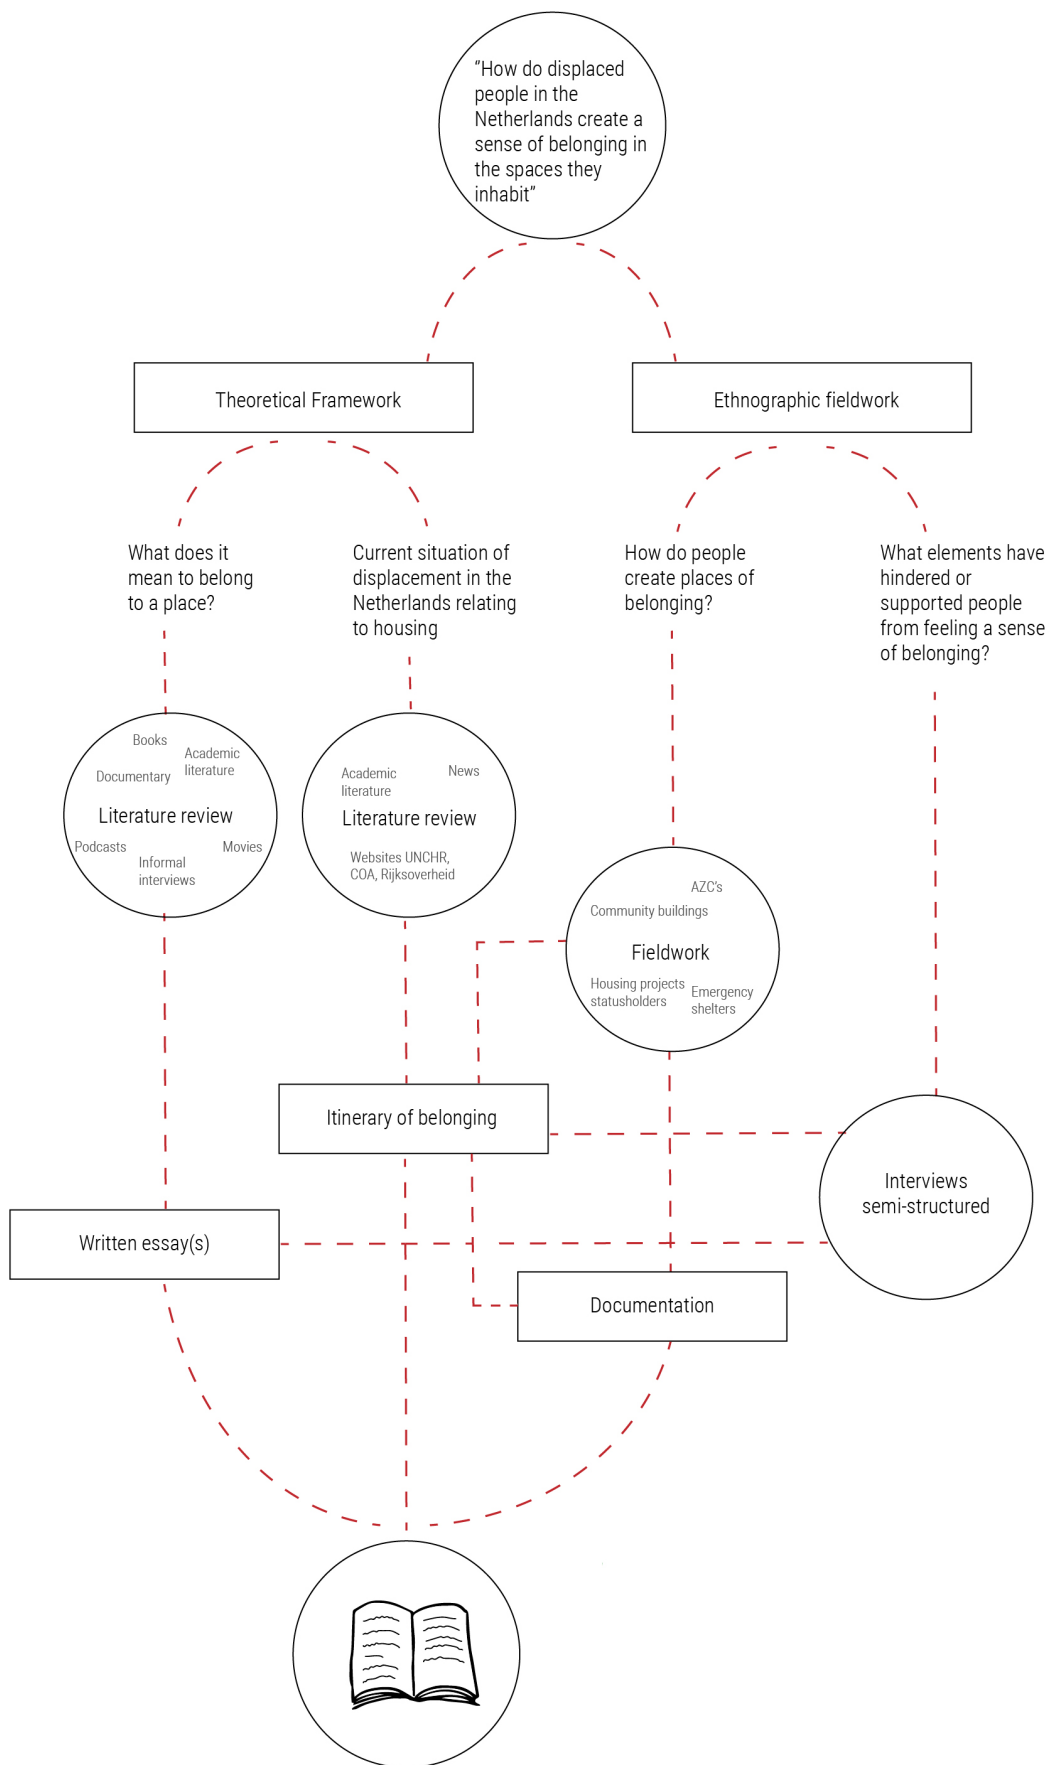 "How do displaced
people in the
Netherlands create a
sense of belonging in
the spaces they
inhabit"
Theoretical Framework
Ethnographic fieldwork
What does it
mean to belong
to a place?
Current situation of
displacement in the
Netherlands relating
to housing
How do people
create places of
belonging?
What elements have
hindered or
supported people
from feeling a sense
of belonging?
Books
Academic
literature
Documentary
Literature review
Podcasts
Movies
Informal
interviews
Academic
literature
News
Literature review
Websites UNCHR,
COA, Rijksoverheid
AZC's
Community buildings
Fieldwork
Housing projects
statusholders
Emergency
shelters
Itinerary of belonging
Interviews
semi-structured
Written essay(s)
Documentation